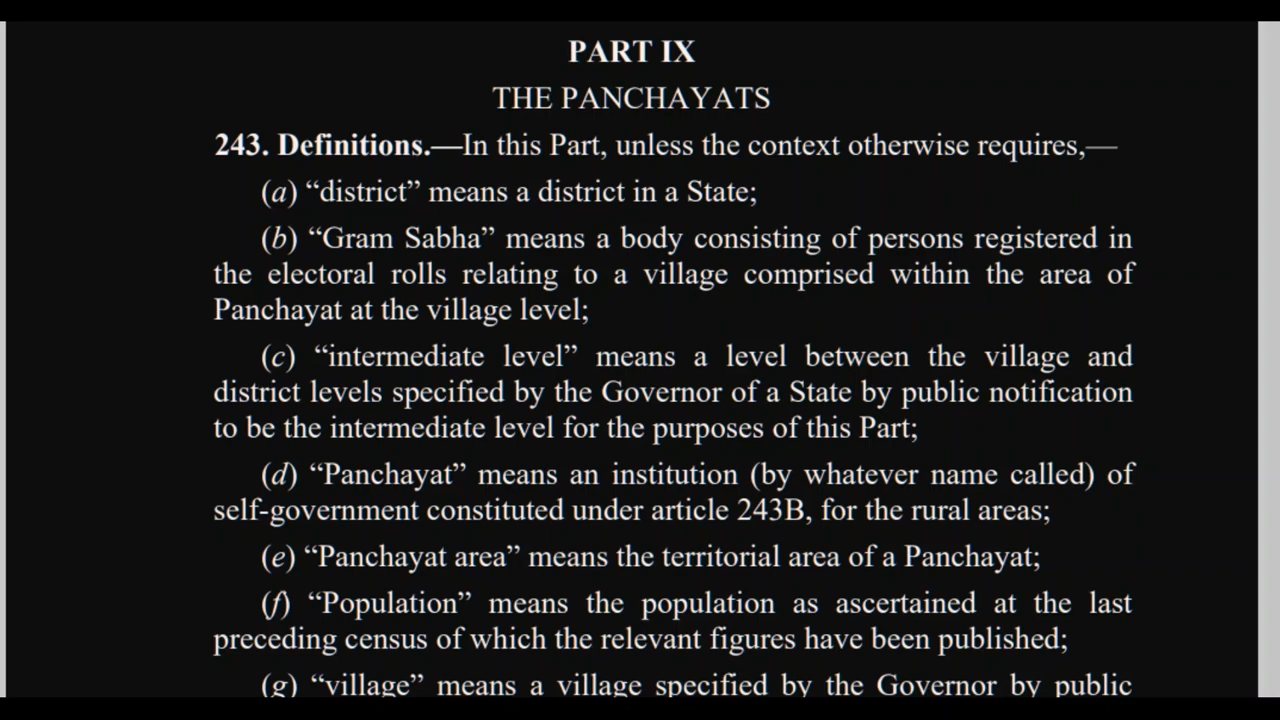 PART IX
THE PANCHAYATS
243. Definitions.—In this Part, unless the context otherwise requires,—
(a) “district” means a district in a State;
(b) “Gram Sabha” means a body consisting of persons registered in
the electoral rolls relating to a village comprised within the area of
Panchayat at the village level;
(c) “intermediate level” means a level between the village and
district levels specified by the Governor of a State by public notification
to be the intermediate level for the purposes of this Part;
(d) “Panchayat” means an institution (by whatever name called) of
self-government constituted under article 243B, for the rural areas;
(e) “Panchayat area” means the territorial area of a Panchayat;
(f) “Population” means the population as ascertained at the last
preceding census of which the relevant figures have been published;
(g) “village” means a village specified by the Governor by public